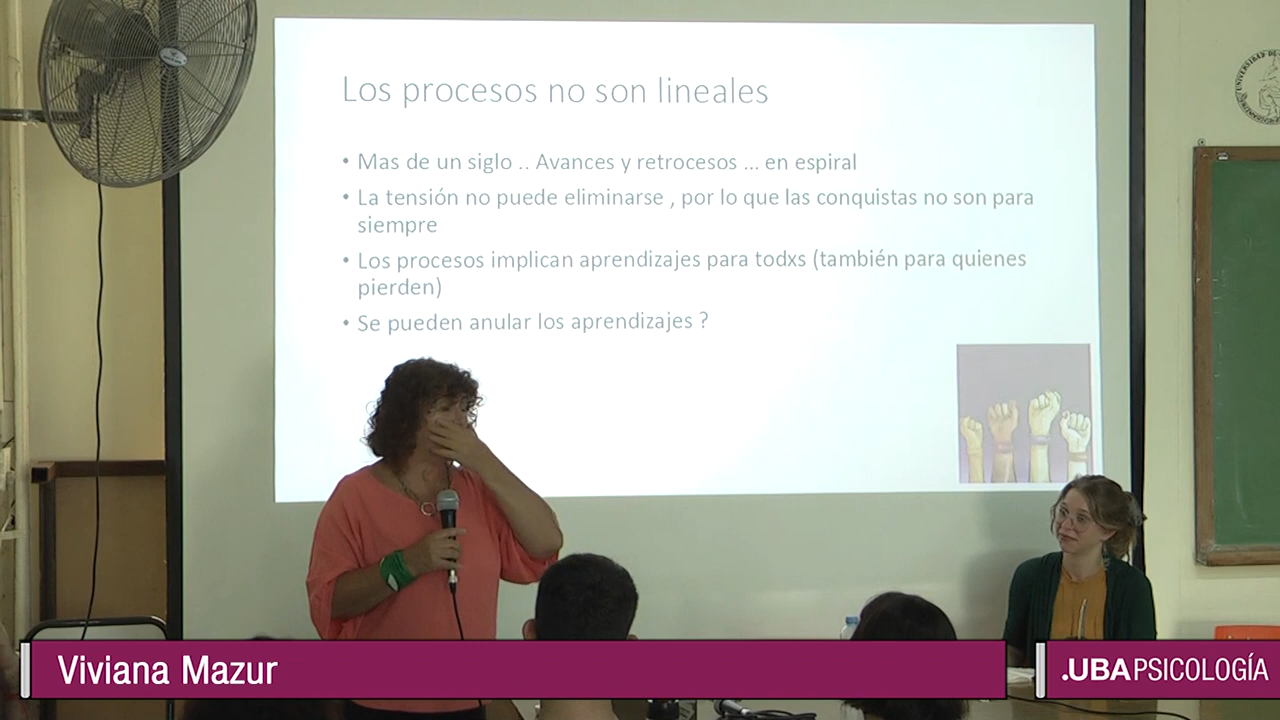 Los procesos no son lineales
• Mas de un siglo .. Avances y retrocesos ... en espiral
• La tensión no puede eliminarse , por lo que las conquistas no son para
siempre
• Los procesos implican aprendizajes para todxs (también para quienes
pierden)
• Se pueden anular los aprendizajes ?
UNIVERSIDAD DE
Viviana Mazur
.UBAPSICOLOGÍA